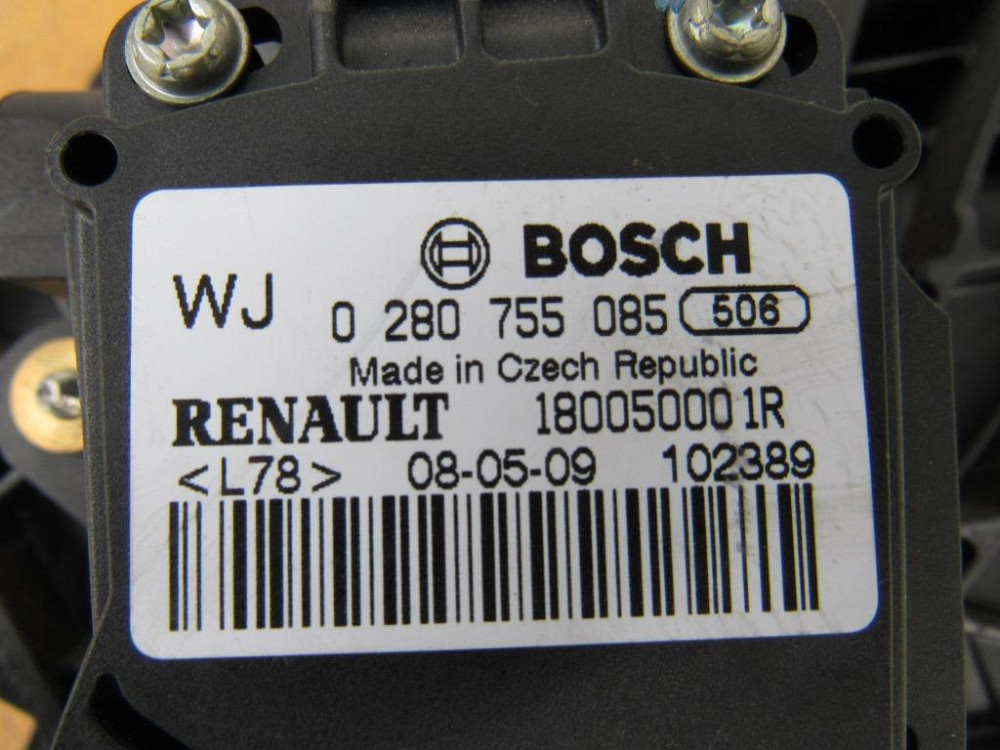 BOSCH
WJ 0 280 755 085 506
Made in Czech Republic
RENAULT 180050001R
<L78> 08-05-09 102389